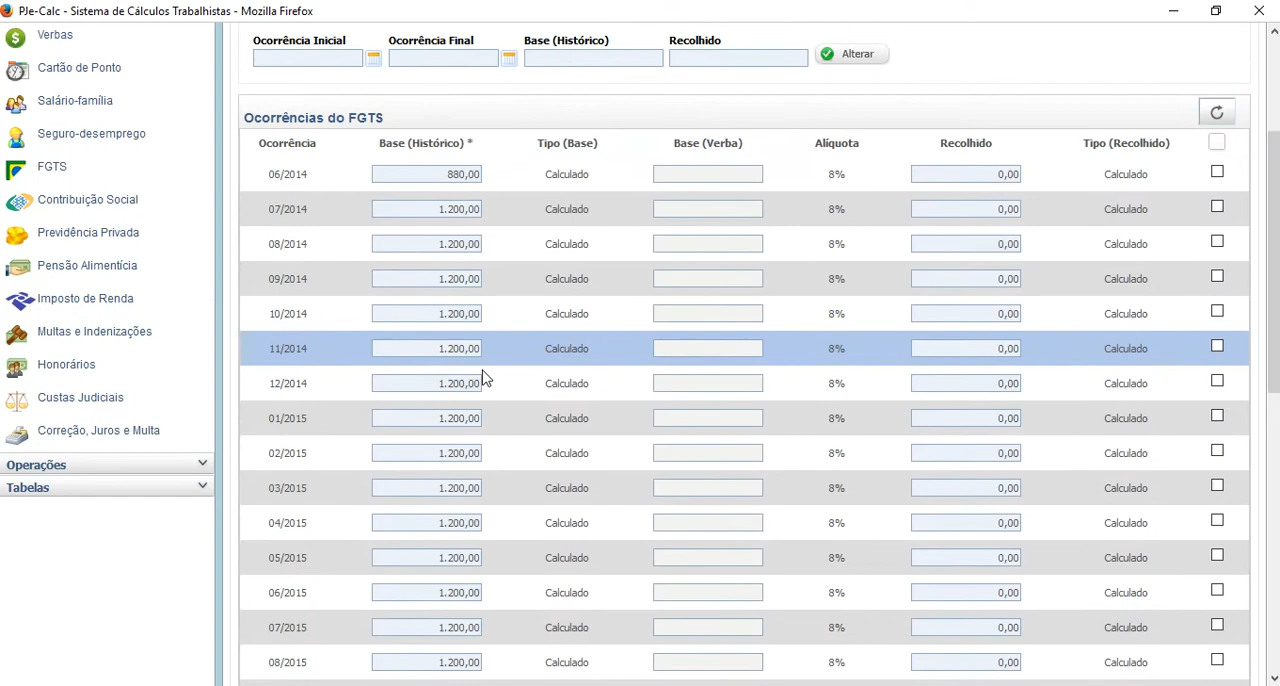 PJe-Calc - Sistema de Cálculos Trabalhistas - Mozilla Firefox
Verbas
Cartão de Ponto
Salário-família
Seguro-desemprego
FGTS
Contribuição Social
Previdência Privada
Pensão Alimentícia
Imposto de Renda
Multas e Indenizações
Honorários
Custas Judiciais
Correção, Juros e Multa
Operações
Tabelas
Ocorrência Inicial Ocorrência Final Base (Histórico) Recolhido
Alterar
Ocorrências do FGTS
Ocorrência Base (Histórico) * Tipo (Base) Base (Verba) Alíquota Recolhido Tipo (Recolhido)
06/2014 880,00 Calculado 8% 0,00 Calculado
07/2014 1.200,00 Calculado 8% 0,00 Calculado
08/2014 1.200,00 Calculado 8% 0,00 Calculado
09/2014 1.200,00 Calculado 8% 0,00 Calculado
10/2014 1.200,00 Calculado 8% 0,00 Calculado
11/2014 1.200,00 Calculado 8% 0,00 Calculado
12/2014 1.200,00 Calculado 8% 0,00 Calculado
01/2015 1.200,00 Calculado 8% 0,00 Calculado
02/2015 1.200,00 Calculado 8% 0,00 Calculado
03/2015 1.200,00 Calculado 8% 0,00 Calculado
04/2015 1.200,00 Calculado 8% 0,00 Calculado
05/2015 1.200,00 Calculado 8% 0,00 Calculado
06/2015 1.200,00 Calculado 8% 0,00 Calculado
07/2015 1.200,00 Calculado 8% 0,00 Calculado
08/2015 1.200,00 Calculado 8% 0,00 Calculado